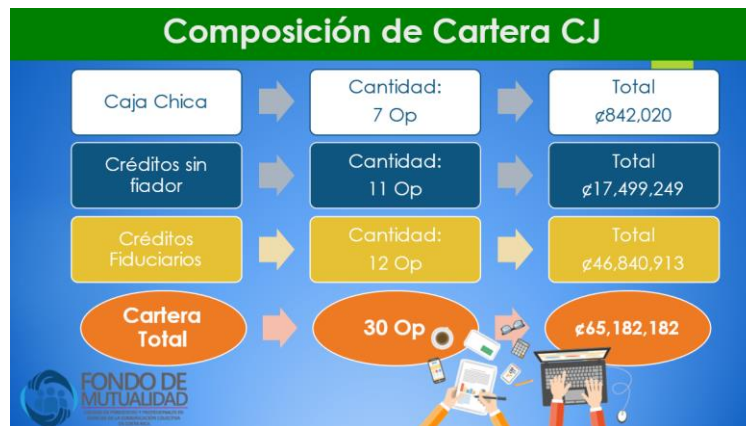 Composición de Cartera CJ
Caja Chica
Cantidad:
7 Op
Total
₡842,020
Créditos sin
fiador
Cantidad:
11 Op
Total
₡17,499,249
Créditos
Fiduciarios
Cantidad:
12 Op
Total
₡46,840,913
Cartera
Total
30 Op
₡65,182,182
FONDO DE
MUTUALIDAD